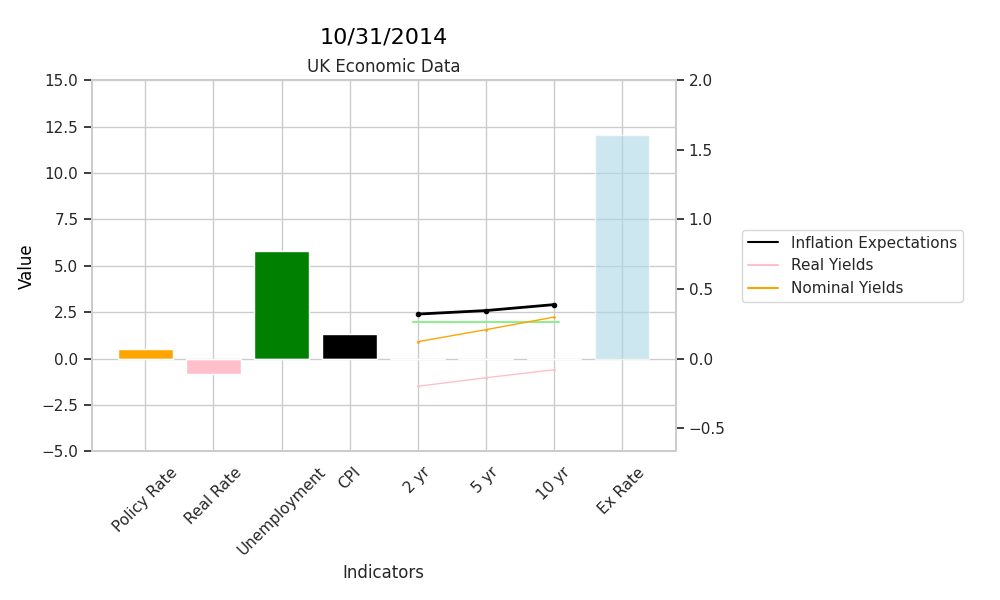 10/31/2014
UK Economic Data
Value
15.0
12.5
10.0
7.5
5.0
2.5
0.0
−2.5
−5.0
2.0
1.5
1.0
0.5
0.0
−0.5
Inflation Expectations
Real Yields
Nominal Yields
Policy Rate
Real Rate
Unemployment
CPI
2 yr
5 yr
10 yr
Ex Rate
Indicators